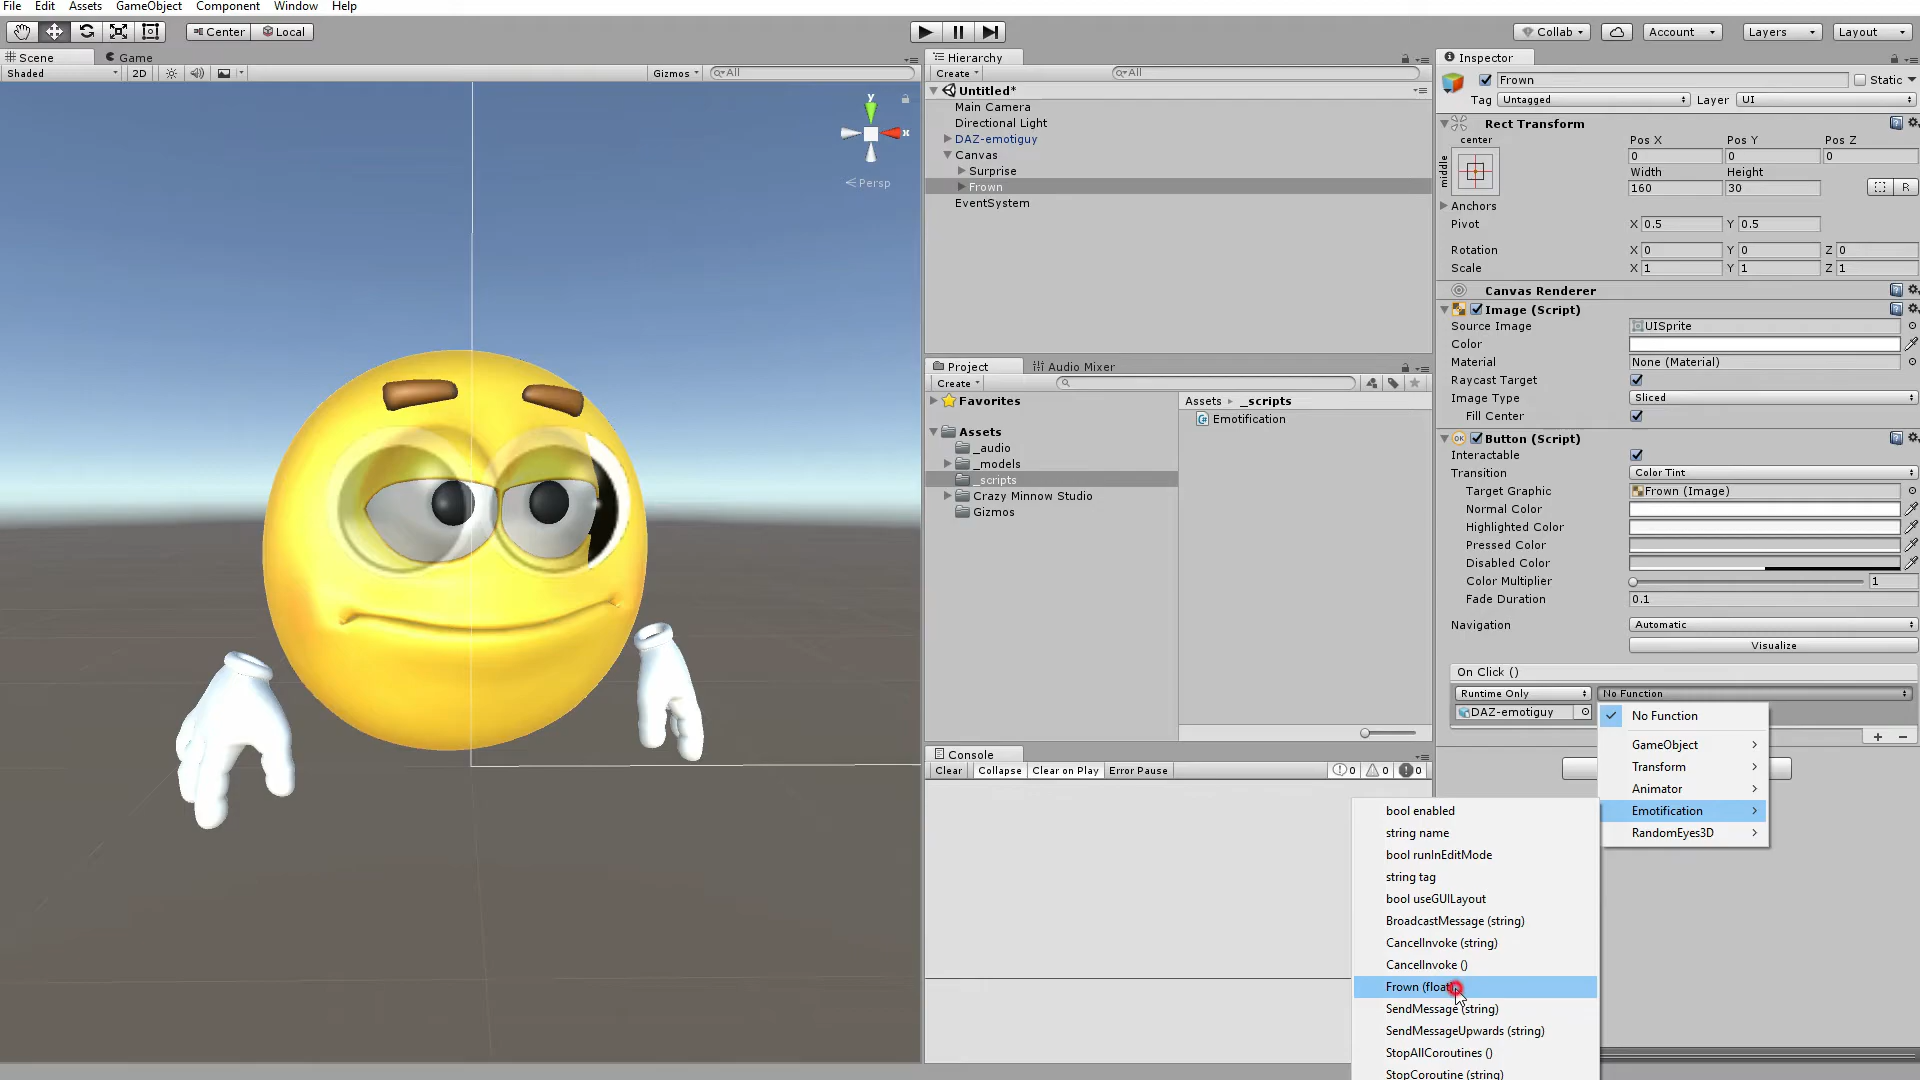 File Edit Assets GameObject Component Window Help
Center Local
Collab Account Layers Layout
Scene Game
Shaded 2D Gizmos All
y
x
Persp
Hierarchy
Create All
Untitled*
Main Camera
Directional Light
DAZ-emotiguy
Canvas
Surprise
Frown
EventSystem
Project Audio Mixer
Create
Favorites
Assets
_audio
_models
_scripts
Crazy Minnow Studio
Gizmos
Assets _scripts
Emotification
Console
Clear Collapse Clear on Play Error Pause 0 0 0
Inspector
Frown Static
Tag Untagged Layer UI
Rect Transform
center
middle
Pos X Pos Y Pos Z
0 0 0
Width Height
160 30 R
Anchors
Pivot X 0.5 Y 0.5
Rotation X 0 Y 0 Z 0
Scale X 1 Y 1 Z 1
Canvas Renderer
Image (Script)
Source Image UISprite
Color
Material None (Material)
Raycast Target
Image Type Sliced
Fill Center
OK Button (Script)
Interactable
Transition Color Tint
Target Graphic Frown (Image)
Normal Color
Highlighted Color
Pressed Color
Disabled Color
Color Multiplier 1
Fade Duration 0.1
Navigation Automatic
Visualize
On Click ()
Runtime Only No Function
DAZ-emotiguy
No Function
GameObject
Transform
Animator
Emotification
RandomEyes3D
bool enabled
string name
bool runInEditMode
string tag
bool useGUILayout
BroadcastMessage (string)
CancelInvoke (string)
CancelInvoke ()
Frown (float
SendMessage (string)
SendMessageUpwards (string)
StopAllCoroutines ()
StopCoroutine (string)